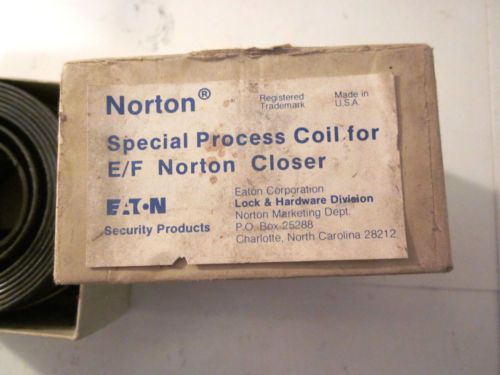 Norton®
Registered
Trademark
Made in
U.S.A.
Special Process Coil for
E/F Norton Closer
EATON
Security Products
Eaton Corporation
Lock & Hardware Division
Norton Marketing Dept.
P.O. Box 25288
Charlotte, North Carolina 28212